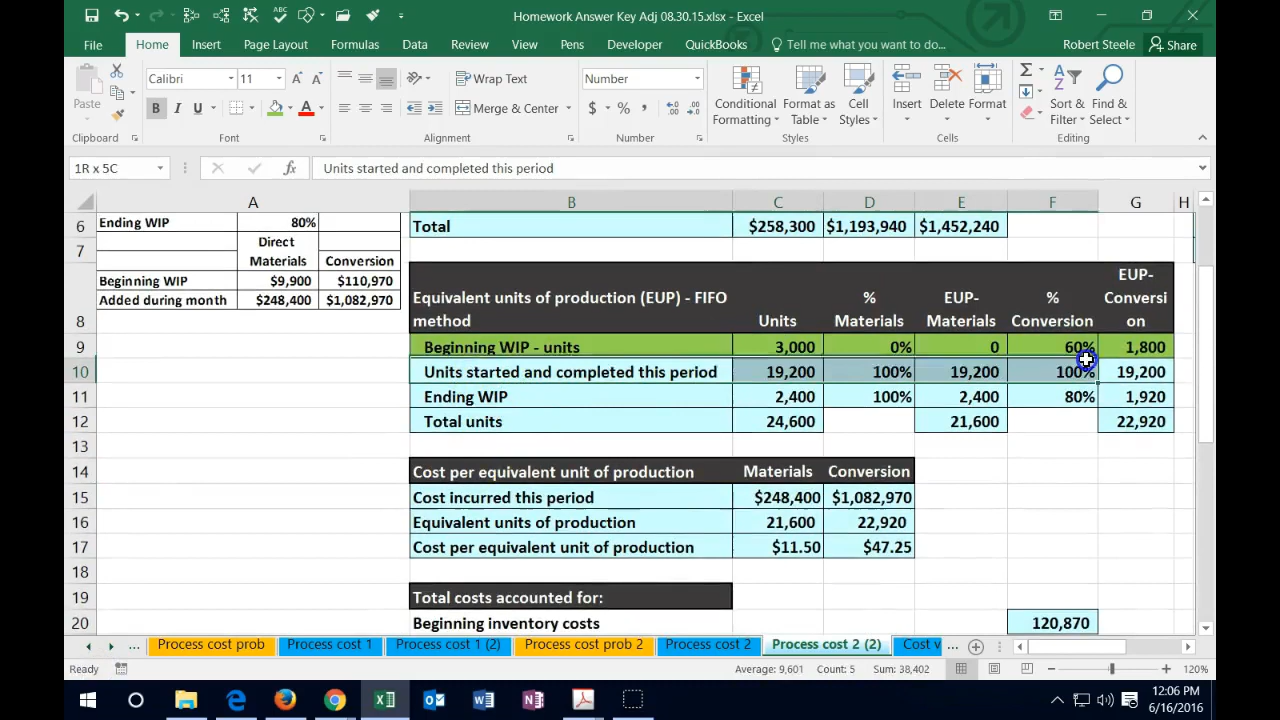 Homework Answer Key Adj 08.30.15.xlsx - Excel
File Home Insert Page Layout Formulas Data Review View Pens Developer QuickBooks Tell me what you want to do... Robert Steele Share
Calibri 11 Wrap Text Number
Paste B I U A Merge & Center $ % Conditional Formatting Format as Table Cell Styles Insert Delete Format Sort & Filter Find & Select
Clipboard Font Alignment Number Styles Cells Editing
1R x 5C fx Units started and completed this period
A B C D E F G H
6 Ending WIP 80% Total $258,300 $1,193,940 $1,452,240
7
Direct Materials Conversion
Beginning WIP $9,900 $110,970
Added during month $248,400 $1,082,970
8 Equivalent units of production (EUP) - FIFO method Units % Materials EUP-Materials % Conversion EUP-Conversion
9 Beginning WIP - units 3,000 0% 0 60% 1,800
10 Units started and completed this period 19,200 100% 19,200 100% 19,200
11 Ending WIP 2,400 100% 2,400 80% 1,920
12 Total units 24,600 21,600 22,920
13
14 Cost per equivalent unit of production Materials Conversion
15 Cost incurred this period $248,400 $1,082,970
16 Equivalent units of production 21,600 22,920
17 Cost per equivalent unit of production $11.50 $47.25
18
19 Total costs accounted for:
20 Beginning inventory costs 120,870
... Process cost prob Process cost 1 Process cost 1 (2) Process cost prob 2 Process cost 2 Process cost 2 (2) Cost v ...
Ready Average: 9,601 Count: 5 Sum: 38,402 120%
12:06 PM
6/16/2016